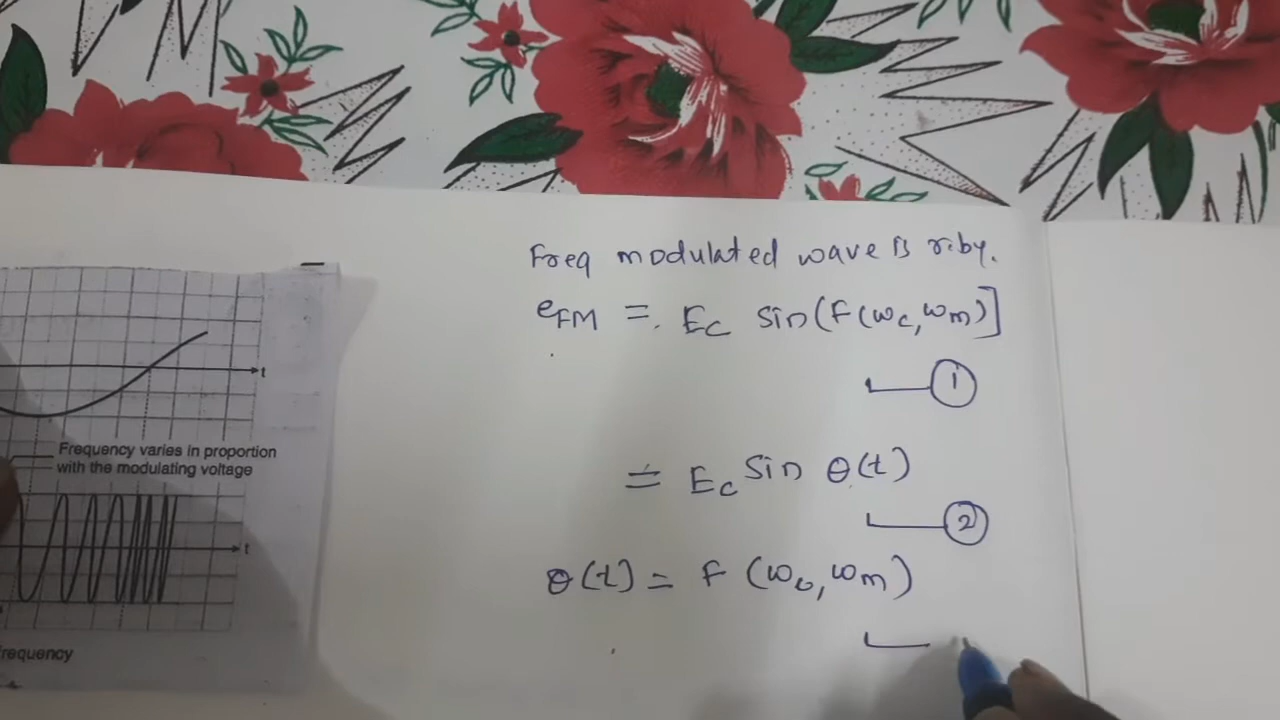 Freq modulated wave is r.by.
eFM =. Ec sin(F(ωc,ωm)]
1
= Ec Sin θ(t)
2
θ(t) = F (ωc,ωm)
t
Frequency varies in proportion
with the modulating voltage
t
requency